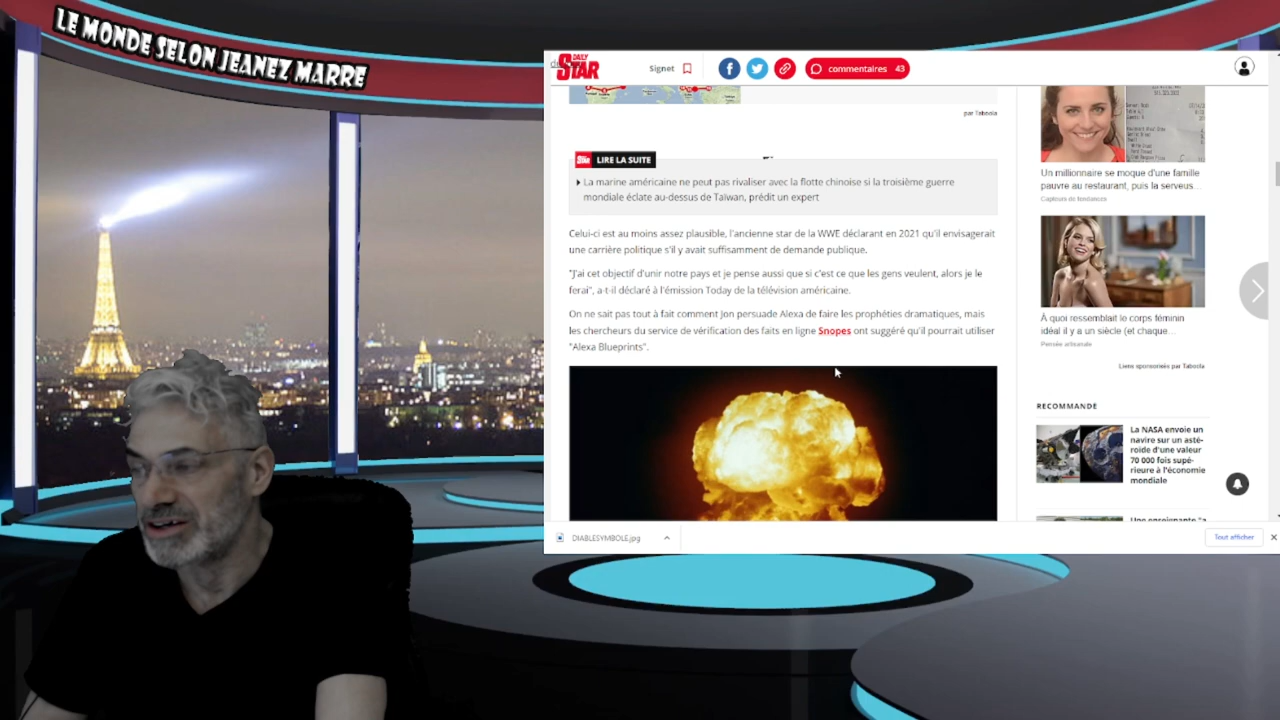 LE MONDE SELON JEANEZ MARRE
DAILY
STAR
Signet
commentaires 43
par Taboola
STAR LIRE LA SUITE
La marine américaine ne peut pas rivaliser avec la flotte chinoise si la troisième guerre
mondiale éclate au-dessus de Taïwan, prédit un expert
Celui-ci est au moins assez plausible, l'ancienne star de la WWE déclarant en 2021 qu'il envisagerait
une carrière politique s'il y avait suffisamment de demande publique.
"J'ai cet objectif d'unir notre pays et je pense aussi que si c'est ce que les gens veulent, alors je le
ferai", a-t-il déclaré à l'émission Today de la télévision américaine.
On ne sait pas tout à fait comment Jon persuade Alexa de faire les prophéties dramatiques, mais
les chercheurs du service de vérification des faits en ligne Snopes ont suggéré qu'il pourrait utiliser
"Alexa Blueprints".
Un millionnaire se moque d'une famille
pauvre au restaurant, puis la serveus...
Capteurs de tendances
À quoi ressemblait le corps féminin
idéal il y a un siècle (et chaque...
Pensée artisanale
Liens sponsorisés par Taboola
RECOMMANDÉ
La NASA envoie un
navire sur un asté-
roïde d'une valeur
70 000 fois supé-
rieure à l'économie
mondiale
Une enseignante "a
DIABLESYMBOLE.jpg
Tout afficher